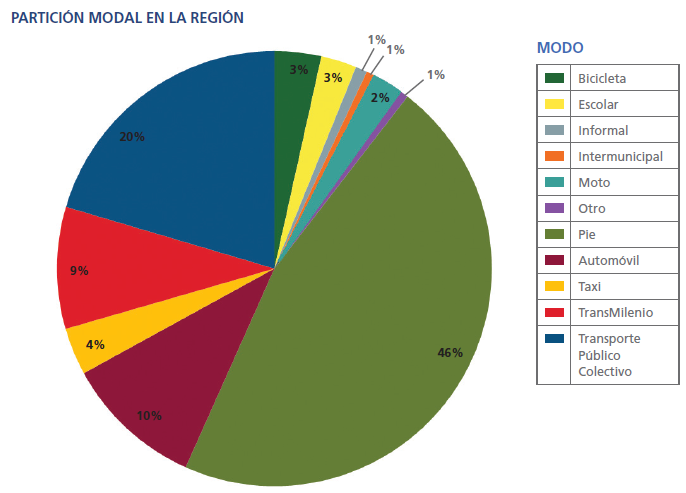 PARTICIÓN MODAL EN LA REGIÓN
1%
1%
1%
3%
3%
2%
20%
9%
4%
10%
46%
MODO
Bicicleta
Escolar
Informal
Intermunicipal
Moto
Otro
Pie
Automóvil
Taxi
TransMilenio
Transporte
Público
Colectivo